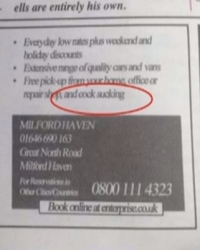 ells are entirely his own.
• Everyday low rates plus weekend and
holiday discounts
• Extensive range of quality cars and vans
• Free pick-up from your home, office or
repair shop, and cock sucking
MILFORD HAVEN
01646 690 163
Great North Road
Milford Haven
For Reservations in
Other Cities/Countries
0800 111 4323
Book online at enterprise.co.uk